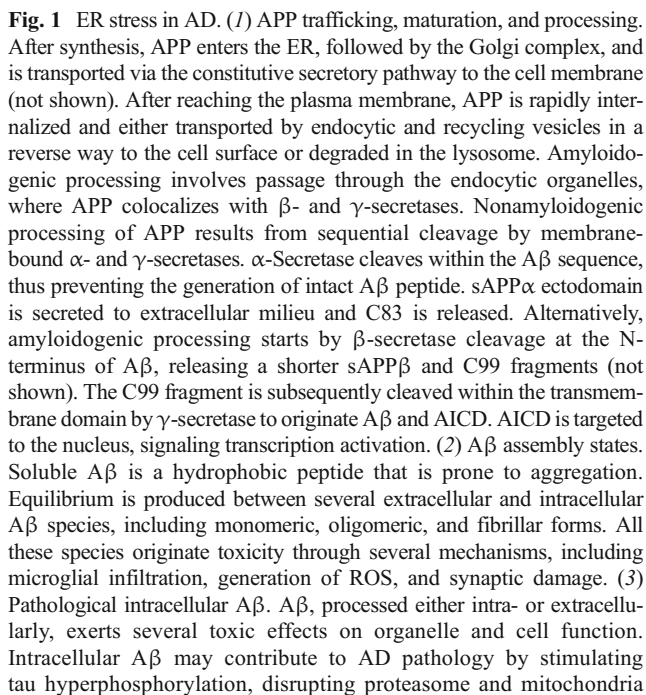 Fig. 1 ER stress in AD. (1) APP trafficking, maturation, and processing.
After synthesis, APP enters the ER, followed by the Golgi complex, and
is transported via the constitutive secretory pathway to the cell membrane
(not shown). After reaching the plasma membrane, APP is rapidly inter-
nalized and either transported by endocytic and recycling vesicles in a
reverse way to the cell surface or degraded in the lysosome. Amyloido-
genic processing involves passage through the endocytic organelles,
where APP colocalizes with β- and γ-secretases. Nonamyloidogenic
processing of APP results from sequential cleavage by membrane-
bound α- and γ-secretases. α-Secretase cleaves within the Aβ sequence,
thus preventing the generation of intact Aβ peptide. sAPPα ectodomain
is secreted to extracellular milieu and C83 is released. Alternatively,
amyloidogenic processing starts by β-secretase cleavage at the N-
terminus of Aβ, releasing a shorter sAPPβ and C99 fragments (not
shown). The C99 fragment is subsequently cleaved within the transmem-
brane domain by γ-secretase to originate Aβ and AICD. AICD is targeted
to the nucleus, signaling transcription activation. (2) Aβ assembly states.
Soluble Aβ is a hydrophobic peptide that is prone to aggregation.
Equilibrium is produced between several extracellular and intracellular
Aβ species, including monomeric, oligomeric, and fibrillar forms. All
these species originate toxicity through several mechanisms, including
microglial infiltration, generation of ROS, and synaptic damage. (3)
Pathological intracellular Aβ. Aβ, processed either intra- or extracellu-
larly, exerts several toxic effects on organelle and cell function.
Intracellular Aβ may contribute to AD pathology by stimulating
tau hyperphosphorylation, disrupting proteasome and mitochondria